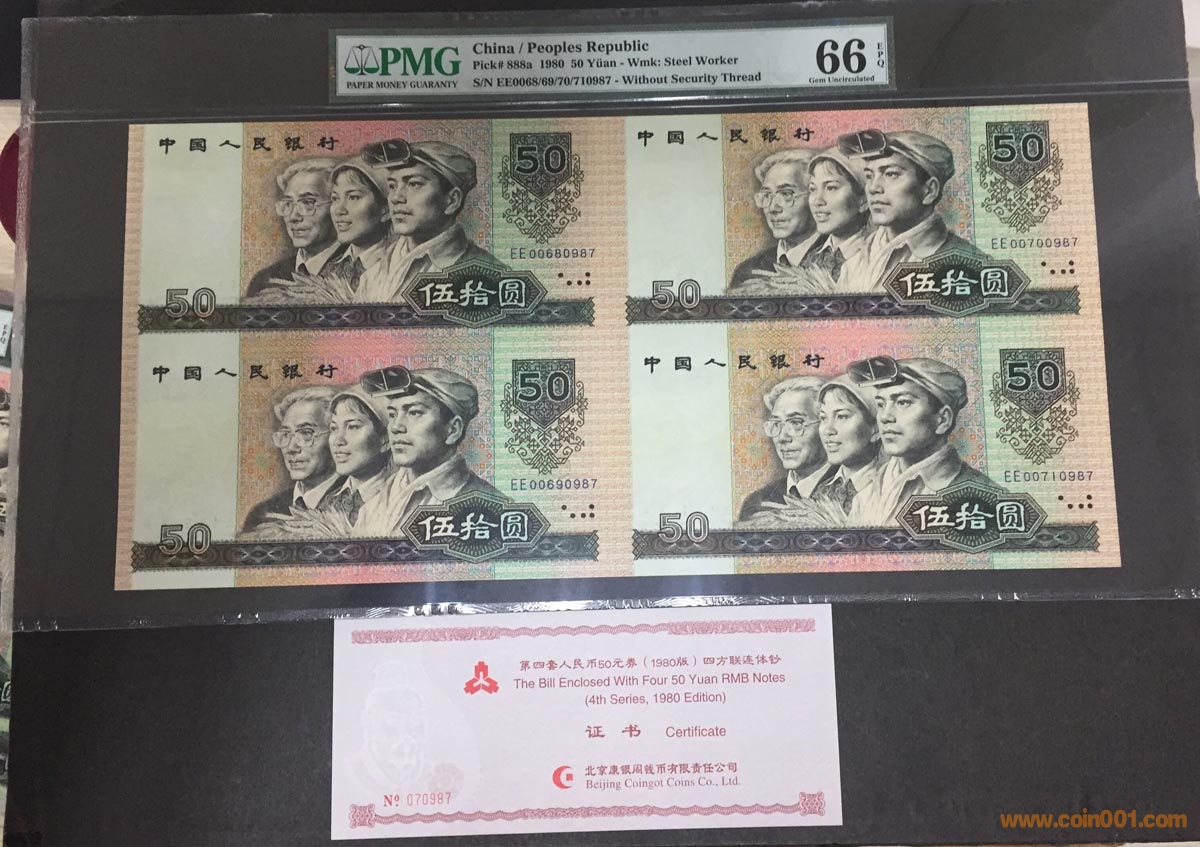 PMG
PAPER MONEY GUARANTY
China / Peoples Republic
Pick# 888a 1980 50 Yüan - Wmk: Steel Worker
S/N EE0068/69/70/710987 - Without Security Thread
66
EPQ
Gem Uncirculated
中国人民银行
50
EE00680987
伍拾圆
50
中国人民银行
50
EE00700987
伍拾圆
50
中国人民银行
50
EE00690987
伍拾圆
50
中国人民银行
50
EE00710987
伍拾圆
50
第四套人民币50元券（1980版）四方联连体钞
The Bill Enclosed With Four 50 Yuan RMB Notes
(4th Series, 1980 Edition)
证书 Certificate
北京康银阁钱币有限责任公司
Beijing Coingot Coins Co., Ltd.
Nº 070987
www.coin001.com
EPQ